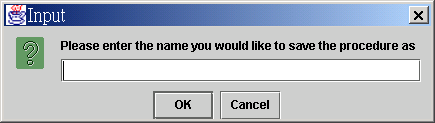 Input
Please enter the name you would like to save the procedure as
OK
Cancel